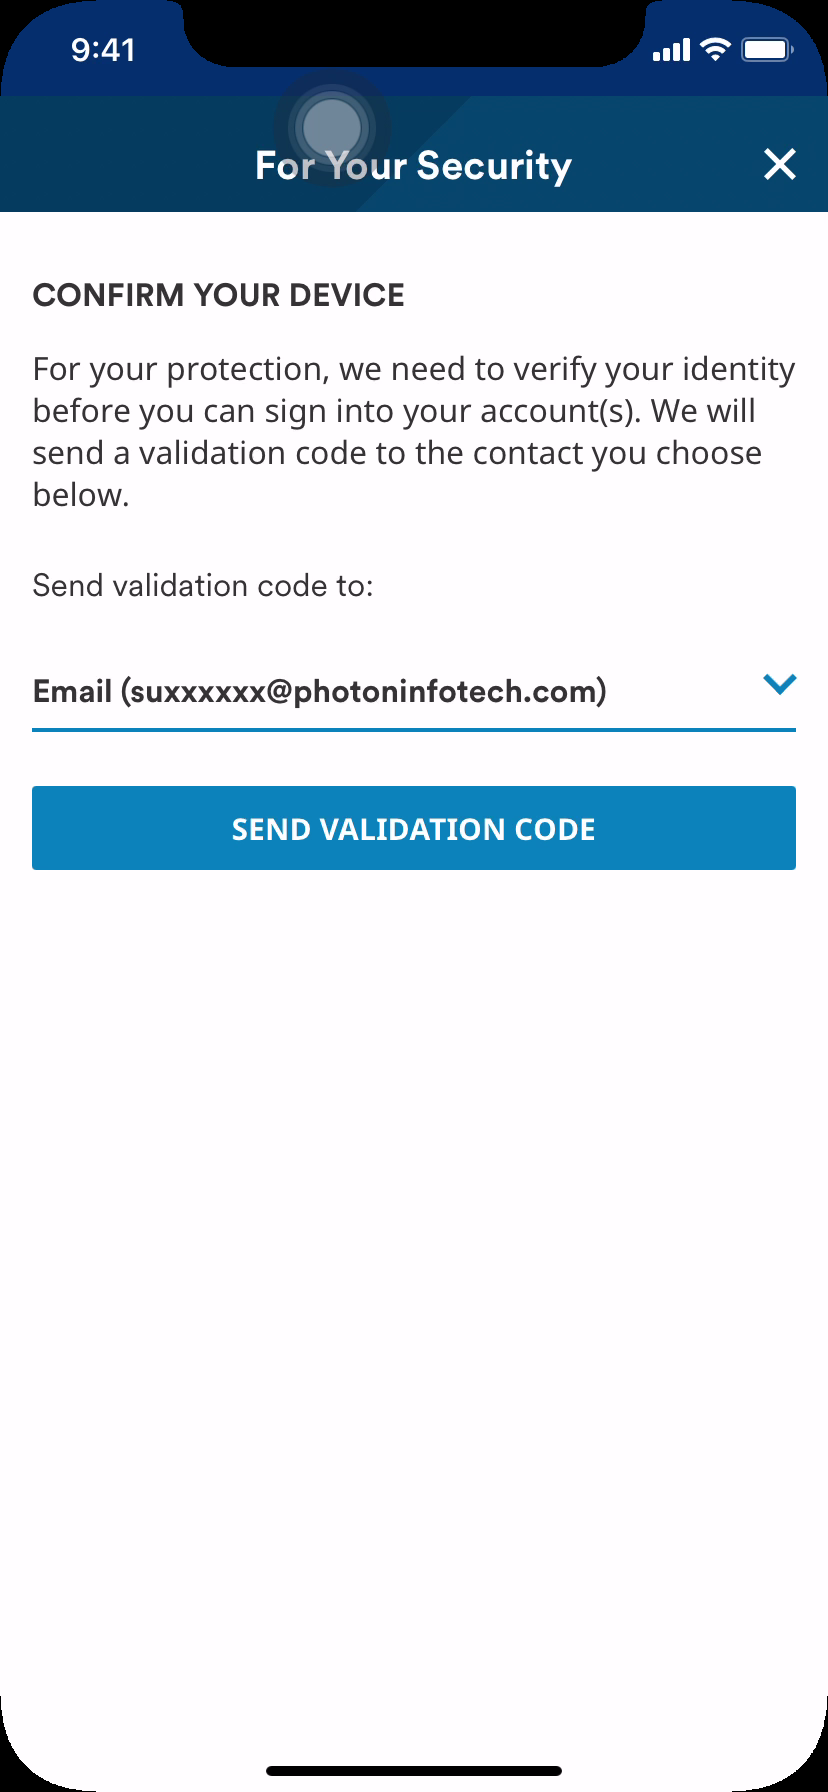 9:41
For Your Security
CONFIRM YOUR DEVICE
For your protection, we need to verify your identity
before you can sign into your account(s). We will
send a validation code to the contact you choose
below.
Send validation code to:
Email (suxxxxxx@photoninfotech.com)
SEND VALIDATION CODE